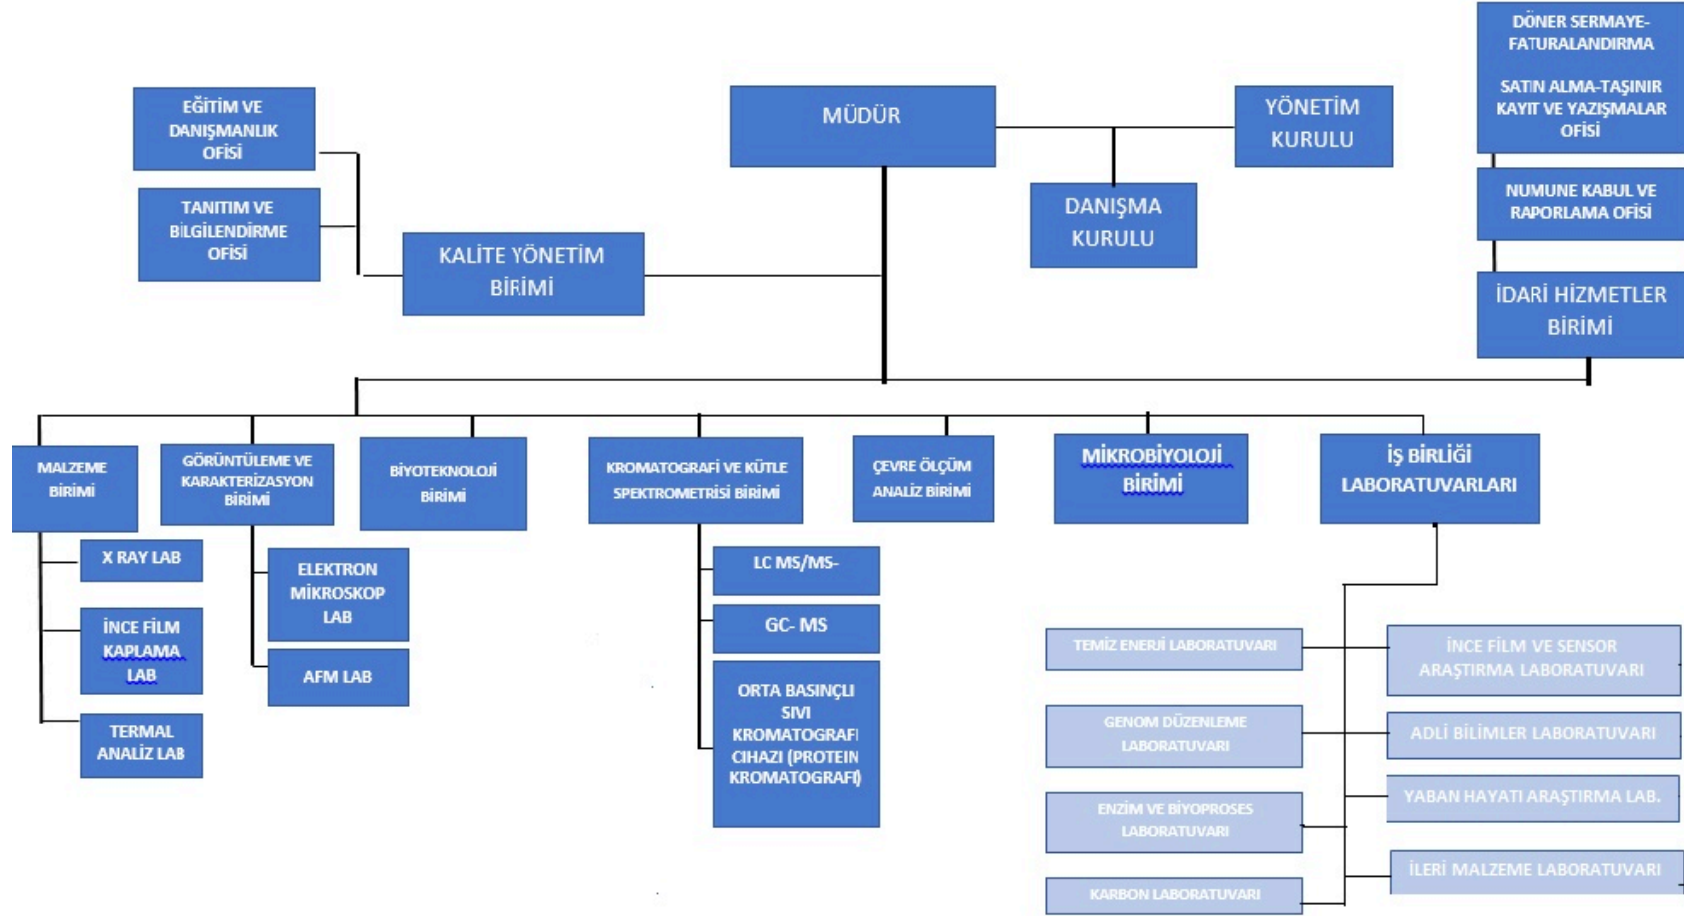 DÖNER SERMAYE-
FATURALANDIRMA
SATIN ALMA-TAŞINIR
KAYIT VE YAZIŞMALAR
OFİSİ
EĞİTİM VE
DANIŞMANLIK
OFİSİ
MÜDÜR
YÖNETİM
KURULU
NUMUNE KABUL VE
RAPORLAMA OFİSİ
TANITIM VE
BİLGİLENDİRME
OFİSİ
DANIŞMA
KURULU
KALİTE YÖNETİM
BİRİMİ
İDARİ HİZMETLER
BİRİMİ
MALZEME
BİRİMİ
GÖRÜNTÜLEME VE
KARAKTERİZASYON
BİRİMİ
BİYOTEKNOLOJİ
BİRİMİ
KROMATOGRAFİ VE KÜTLE
SPEKTROMETRİSİ BİRİMİ
ÇEVRE ÖLÇÜM
ANALİZ BİRİMİ
MİKROBİYOLOJİ
BİRİMİ
İŞ BİRLİĞİ
LABORATUVARLARI
X RAY LAB
İNCE FİLM
KAPLAMA
LAB
TERMAL
ANALİZ LAB
ELEKTRON
MİKROSKOP
LAB
AFM LAB
LC MS/MS-
GC- MS
ORTA BASINÇLI
SIVI
KROMATOGRAFİ
CIHAZI (PROTEIN
KROMATOGRAFİ)
TEMİZ ENERJİ LABORATUVARI
GENOM DÜZENLEME
LABORATUVARI
ENZİM VE BİYOPROSES
LABORATUVARI
KARBON LABORATUVARI
İNCE FİLM VE SENSOR
ARAŞTIRMA LABORATUVARI
ADLİ BİLİMLER LABORATUVARI
YABAN HAYATI ARAŞTIRMA LAB.
İLERİ MALZEME LABORATUVARI